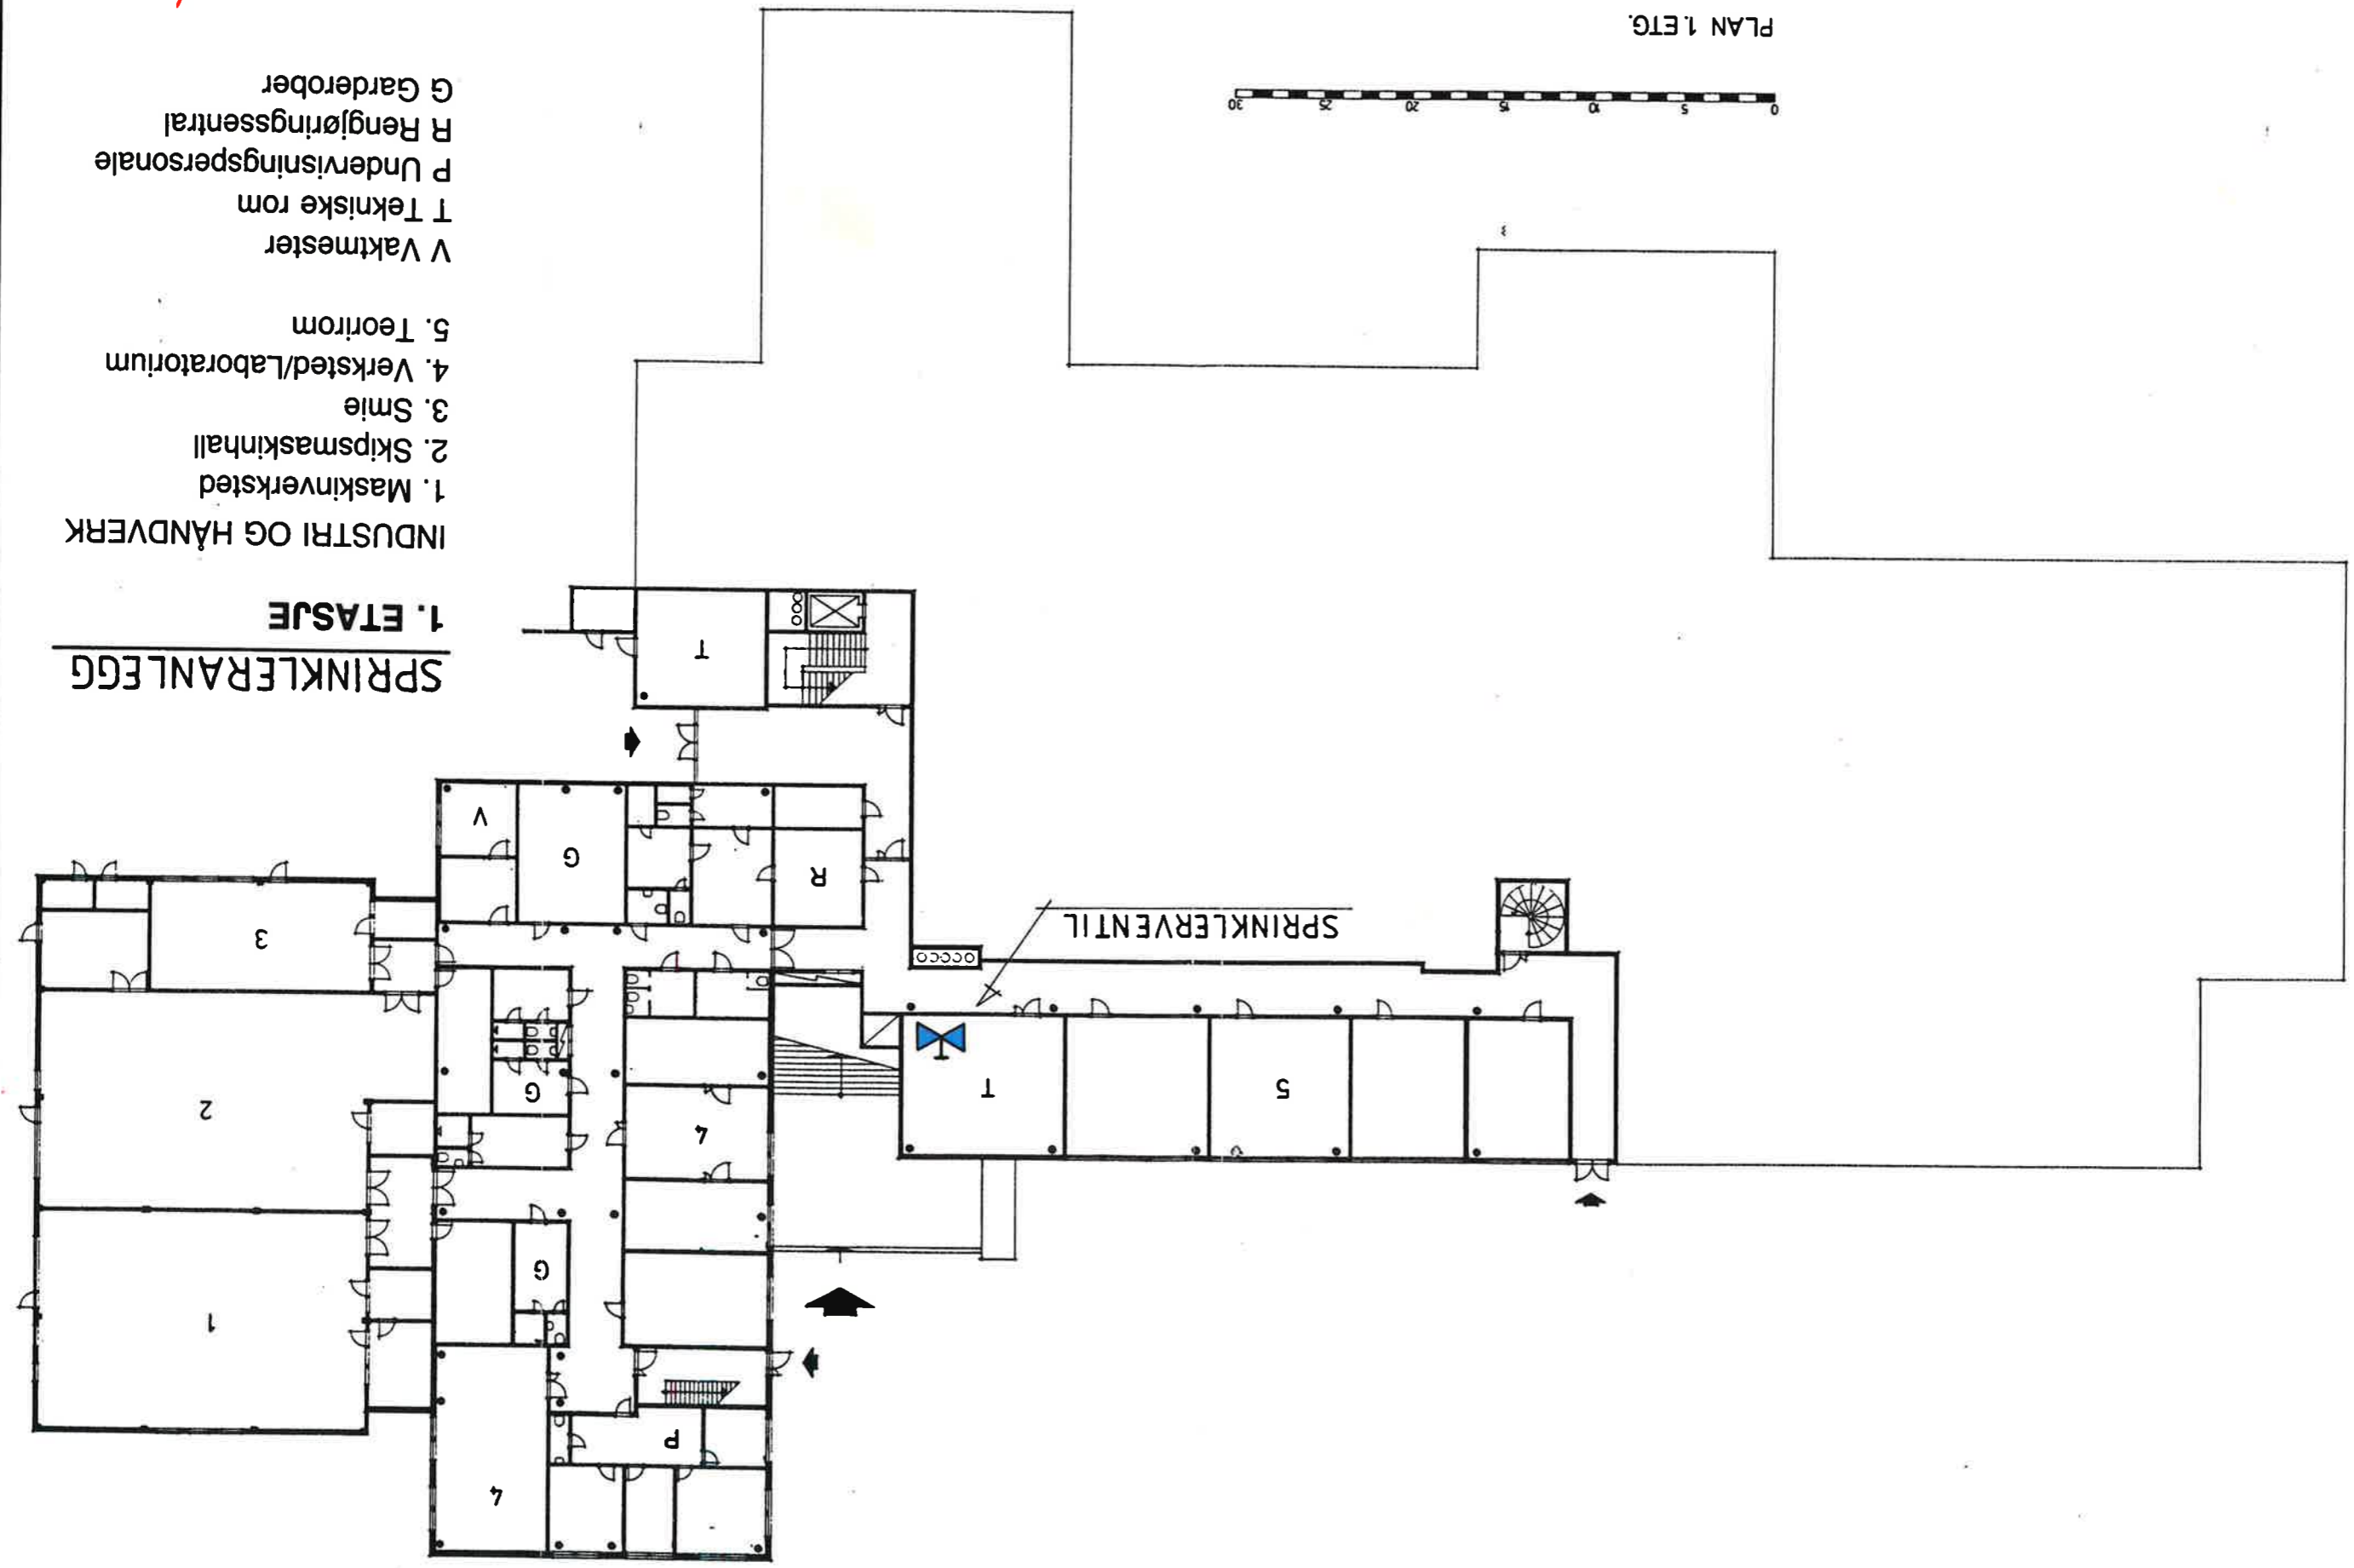 4
P
1
G
4
2
5
T
G
3
SPRINKLERVENTIL
R
G
V
T
SPRINKLERANLEGG
1. ETASJE
INDUSTRI OG HÅNDVERK
1. Maskinverksted
2. Skipsmaskinhall
3. Smie
4. Verksted/Laboratorium
5. Teorirom
V Vaktmester
T Tekniske rom
P Undervisningspersonale
R Rengjøringssentral
G Garderober
0 5 10 15 20 25 30
PLAN 1. ETG.